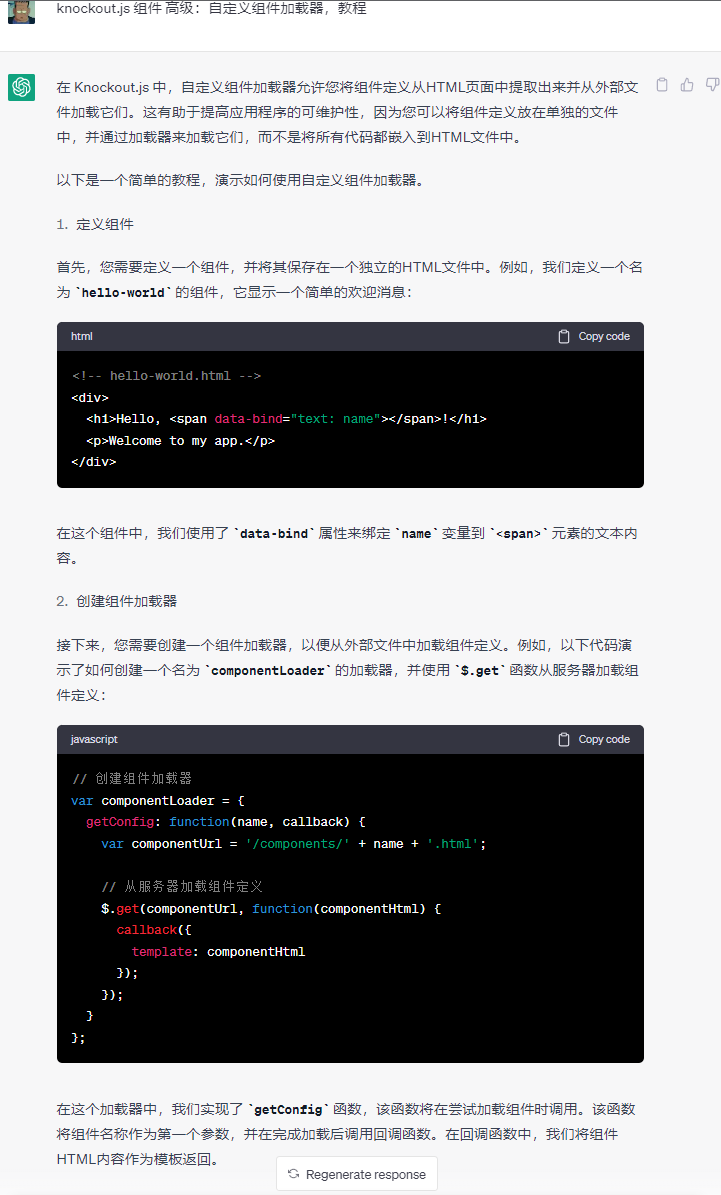 knockout.js 组件 高级：自定义组件加载器，教程
在 Knockout.js 中，自定义组件加载器允许您将组件定义从HTML页面中提取出来并从外部文
件加载它们。这有助于提高应用程序的可维护性，因为您可以将组件定义放在单独的文件
中，并通过加载器来加载它们，而不是将所有代码都嵌入到HTML文件中。
以下是一个简单的教程，演示如何使用自定义组件加载器。
1. 定义组件
首先，您需要定义一个组件，并将其保存在一个独立的HTML文件中。例如，我们定义一个名
为 `hello-world` 的组件，它显示一个简单的欢迎消息：
html
Copy code
<!-- hello-world.html -->
<div>
  <h1>Hello, <span data-bind="text: name"></span>!</h1>
  <p>Welcome to my app.</p>
</div>
在这个组件中，我们使用了 `data-bind` 属性来绑定 `name` 变量到 `<span>` 元素的文本内
容。
2. 创建组件加载器
接下来，您需要创建一个组件加载器，以便从外部文件中加载组件定义。例如，以下代码演
示了如何创建一个名为 `componentLoader` 的加载器，并使用 `$.get` 函数从服务器加载组
件定义：
javascript
Copy code
// 创建组件加载器
var componentLoader = {
  getConfig: function(name, callback) {
    var componentUrl = '/components/' + name + '.html';
    // 从服务器加载组件定义
    $.get(componentUrl, function(componentHtml) {
      callback({
        template: componentHtml
      });
    });
  }
};
在这个加载器中，我们实现了 `getConfig` 函数，该函数将在尝试加载组件时调用。该函数
将组件名称作为第一个参数，并在完成加载后调用回调函数。在回调函数中，我们将组件
HTML内容作为模板返回。
Regenerate response